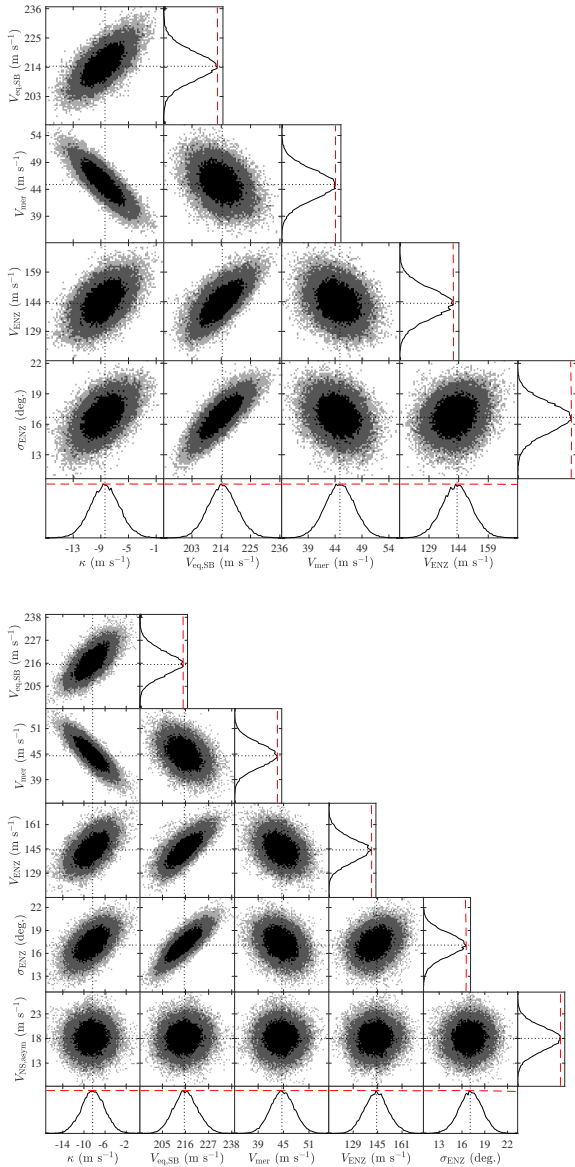 236
225
214
203
V_eq,SB (m s⁻¹)
54
49
44
39
V_mer (m s⁻¹)
159
144
129
V_ENZ (m s⁻¹)
22
19
16
13
σ_ENZ (deg.)
-13 -9 -5 -1 203 214 225 236 39 44 49 54 129 144 159
κ (m s⁻¹) V_eq,SB (m s⁻¹) V_mer (m s⁻¹) V_ENZ (m s⁻¹)
238
227
216
205
V_eq,SB (m s⁻¹)
51
45
39
V_mer (m s⁻¹)
161
145
129
V_ENZ (m s⁻¹)
22
19
16
13
σ_ENZ (deg.)
28
23
18
13
V_NS,asym (m s⁻¹)
-14 -10 -6 -2 205 216 227 238 39 45 51 129 145 161 13 16 19 22
κ (m s⁻¹) V_eq,SB (m s⁻¹) V_mer (m s⁻¹) V_ENZ (m s⁻¹) σ_ENZ (deg.)